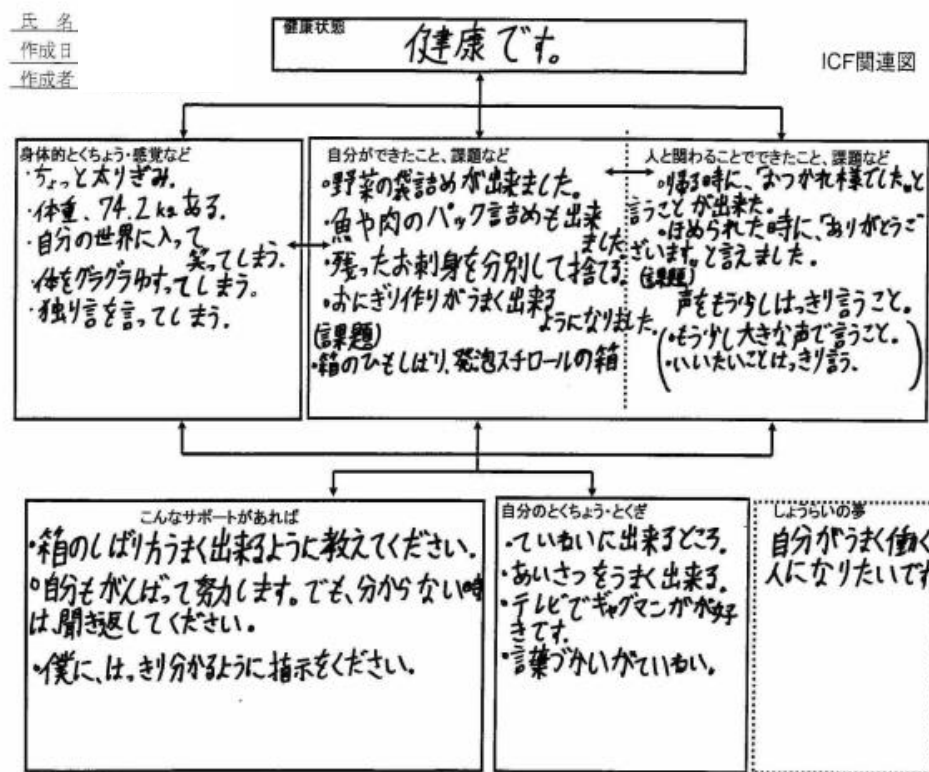 氏 名
作成日
作成者
健康状態
健康です。
ICF関連図
身体的とくちょう・感覚など
・ちょっと太りぎみ。
・体重、74.2kgある。
・自分の世界に入って
笑ってしまう。
・体をグラグラゆすってしまう。
・独り言を言ってしまう。
自分ができたこと、課題など
・野菜の袋詰めが出来ました。
・魚や肉のパック詰めも出来
ました。
・残ったお刺身を分別して捨てる。
・おにぎり作りがうまく出来る
ようになりました。
(課題)
・箱のひもしばり、発泡スチロールの箱
人と関わることでできたこと、課題など
・帰る時に、「おつかれ様でした。」と
言うことが出来た。
・ほめられた時に、「ありがとうご
ざいます。」と言えました。
(課題)
声をもう少しはっきり言うこと。
・もう少し大きな声で言うこと。
・いいたいことはっきり言う。
こんなサポートがあれば
・箱のしばり方うまく出来るように教えてください。
・自分もがんばって努力します。でも、分からない時
は、聞き返してください。
・僕に、はっきり分かるように指示をください。
自分のとくちょう・とくぎ
・ていねいに出来るところ。
・あいさつをうまく出来る。
・テレビでギャグマンガが好
きです。
・言葉づかいがていねい。
しょうらいの夢
自分がうまく働く
人になりたいです